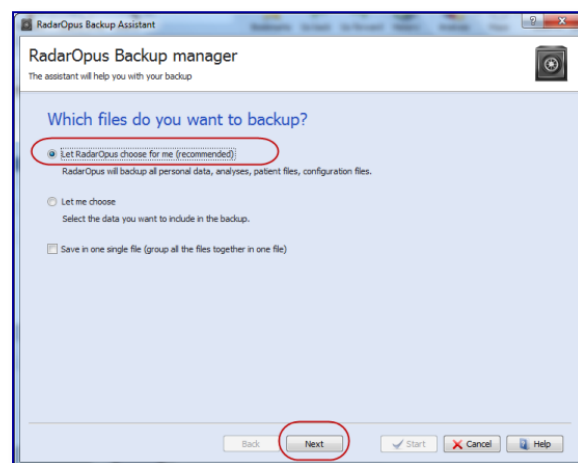 RadarOpus Backup Assistant
RadarOpus Backup manager
The assistant will help you with your backup
Which files do you want to backup?
Let RadarOpus choose for me (recommended)
RadarOpus will backup all personal data, analyses, patient files, configuration files.
Let me choose
Select the data you want to include in the backup.
Save in one single file (group all the files together in one file)
Back Next Start Cancel Help